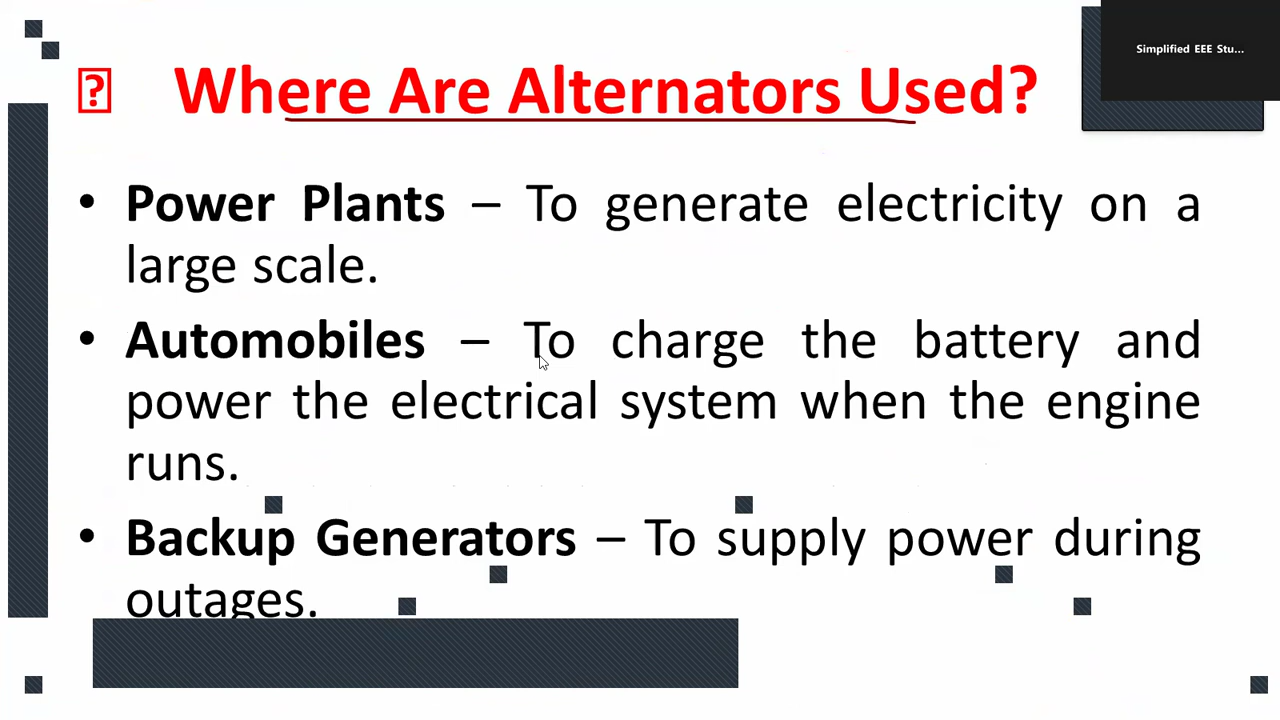 Simplified EEE Stu...
Where Are Alternators Used?
• Power Plants – To generate electricity on a
large scale.
• Automobiles – To charge the battery and
power the electrical system when the engine
runs.
• Backup Generators – To supply power during
outages.